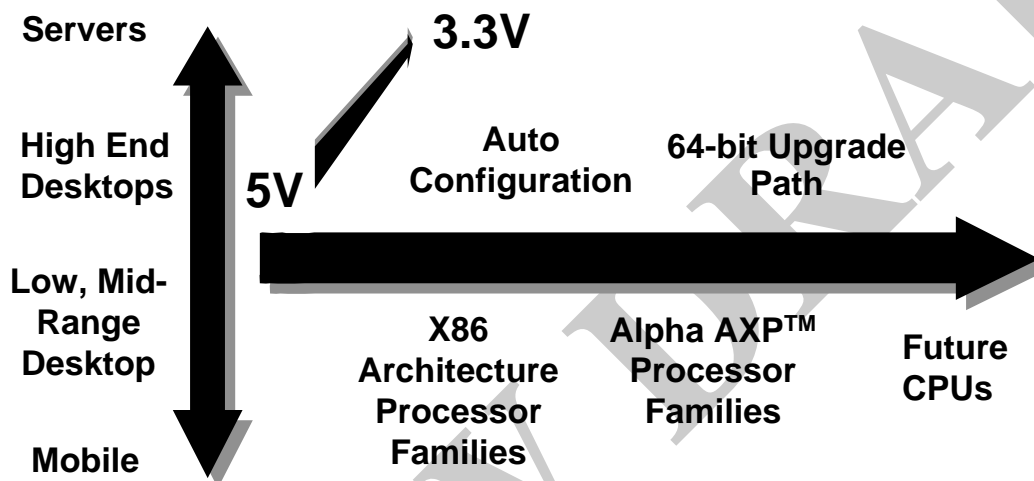 Servers
3.3V
High End
Desktops
5V
Auto
Configuration
64-bit Upgrade
Path
Low, Mid-
Range
Desktop
X86
Architecture
Processor
Families
Alpha AXP™
Processor
Families
Future
CPUs
Mobile